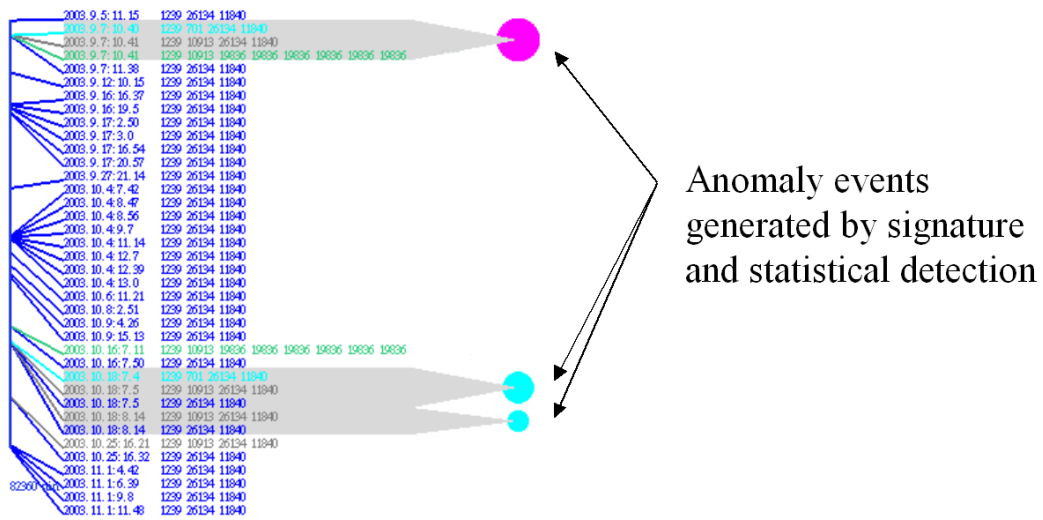 2003. 9. 5: 11. 15 1239 26134 11840
2003. 9. 7: 10. 40 1239 701 26134 11840
2003. 9. 7: 10. 41 1239 10913 26134 11840
2003. 9. 7: 10. 41 1239 10913 19836 19836 19836 19836 19836
2003. 9. 7: 11. 38 1239 26134 11840
2003. 9. 12: 10. 15 1239 26134 11840
2003. 9. 16: 16. 37 1239 26134 11840
2003. 9. 16: 19. 5 1239 26134 11840
2003. 9. 17: 2. 50 1239 26134 11840
2003. 9. 17: 3. 0 1239 26134 11840
2003. 9. 17: 16. 54 1239 26134 11840
2003. 9. 17: 20. 57 1239 26134 11840
2003. 9. 27: 21. 14 1239 26134 11840
2003. 10. 4: 7. 42 1239 26134 11840
2003. 10. 4: 8. 47 1239 26134 11840
2003. 10. 4: 8. 56 1239 26134 11840
2003. 10. 4: 9. 7 1239 26134 11840
2003. 10. 4: 11. 14 1239 26134 11840
2003. 10. 4: 12. 7 1239 26134 11840
2003. 10. 4: 12. 39 1239 26134 11840
2003. 10. 4: 13. 0 1239 26134 11840
2003. 10. 6: 11. 21 1239 26134 11840
2003. 10. 8: 2. 51 1239 26134 11840
2003. 10. 9: 4. 26 1239 26134 11840
2003. 10. 9: 15. 13 1239 26134 11840
2003. 10. 16: 7. 11 1239 10913 19836 19836 19836 19836 19836
2003. 10. 16: 7. 50 1239 26134 11840
2003. 10. 18: 7. 4 1239 701 26134 11840
2003. 10. 18: 7. 5 1239 10913 26134 11840
2003. 10. 18: 7. 5 1239 26134 11840
2003. 10. 18: 8. 14 1239 10913 26134 11840
2003. 10. 18: 8. 14 1239 26134 11840
2003. 10. 25: 16. 21 1239 10913 26134 11840
2003. 10. 25: 16. 32 1239 26134 11840
2003. 11. 1: 4. 42 1239 26134 11840
2003. 11. 1: 6. 39 1239 26134 11840
82360
2003. 11. 1: 9. 8 1239 26134 11840
2003. 11. 1: 11. 48 1239 26134 11840
Anomaly events
generated by signature
and statistical detection